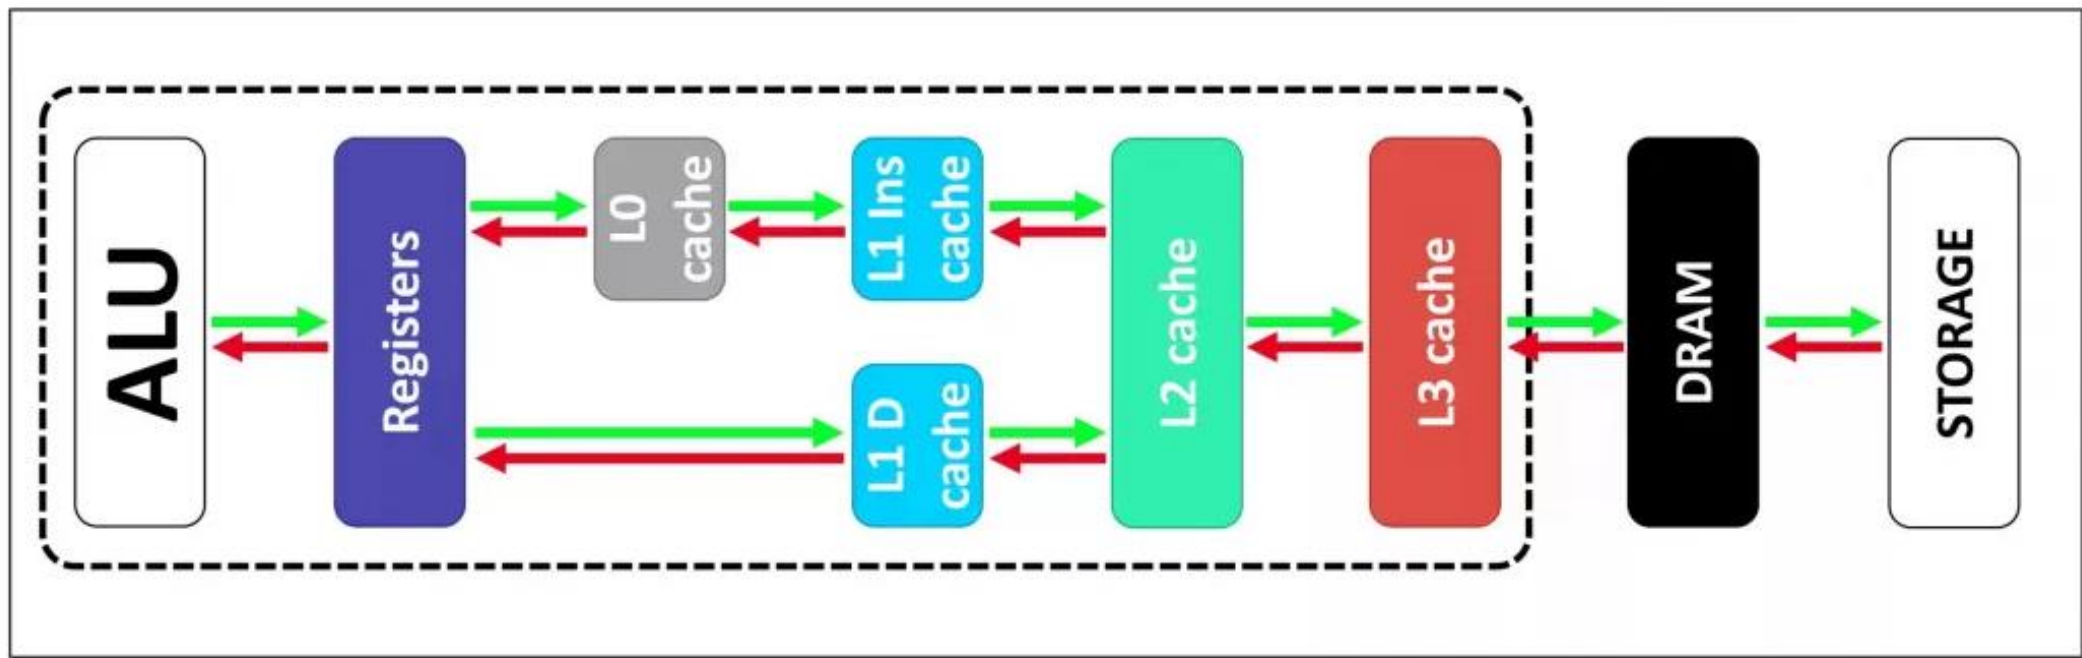 ALU
Registers
L0
cache
L1 Ins
cache
L1 D
cache
L2 cache
L3 cache
DRAM
STORAGE